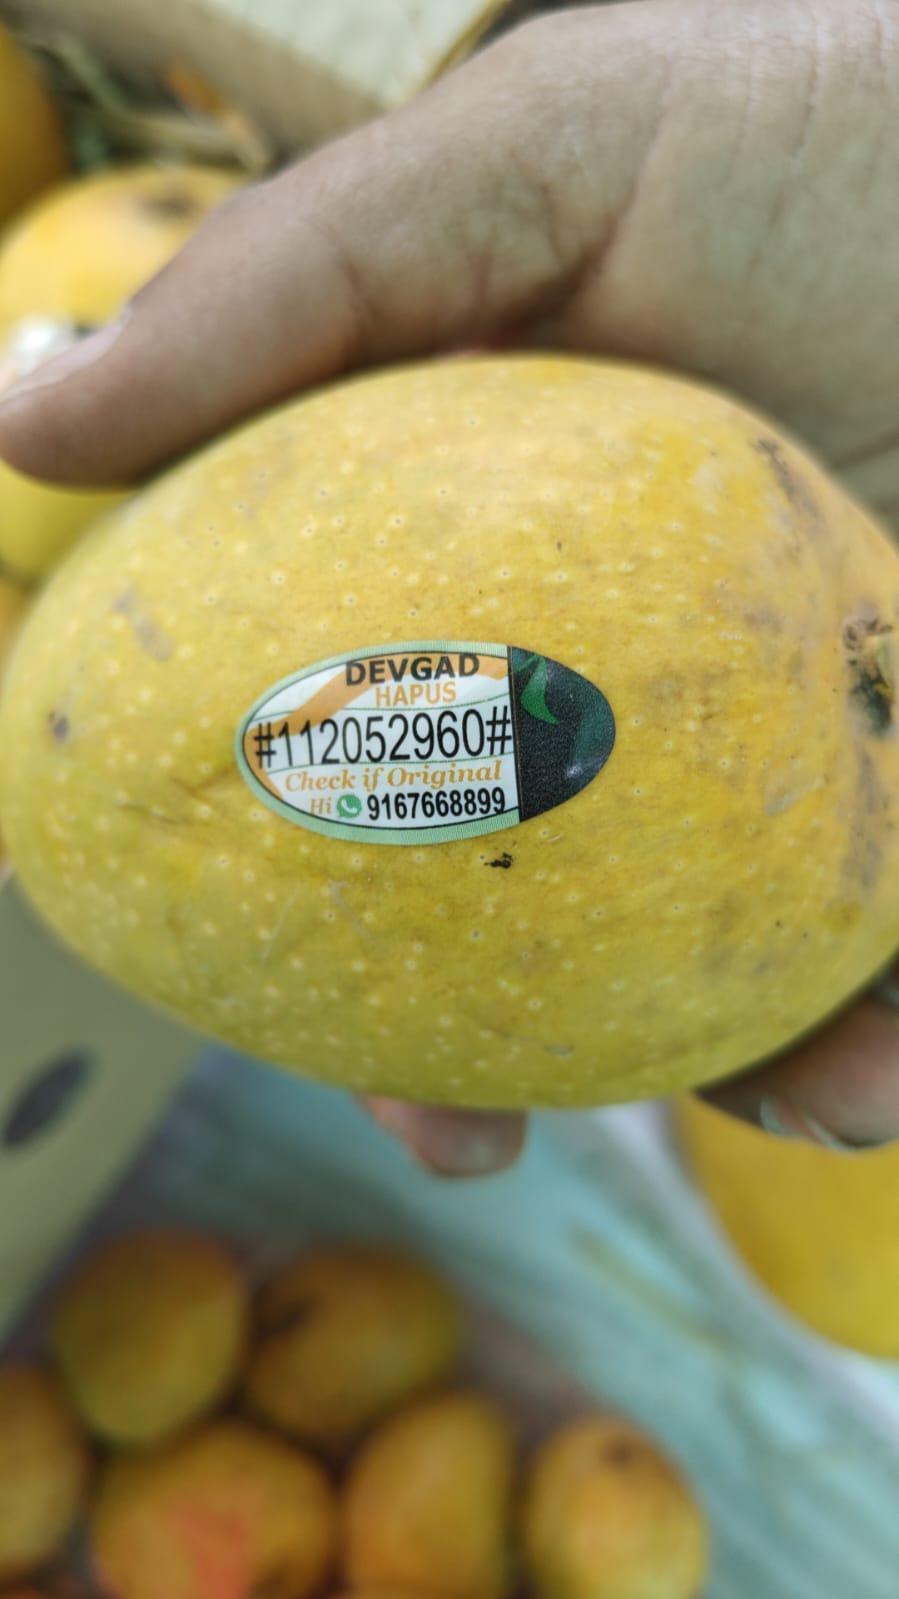 DEVGAD
HAPUS
#112052960#
Check if Original
Hi 9167668899